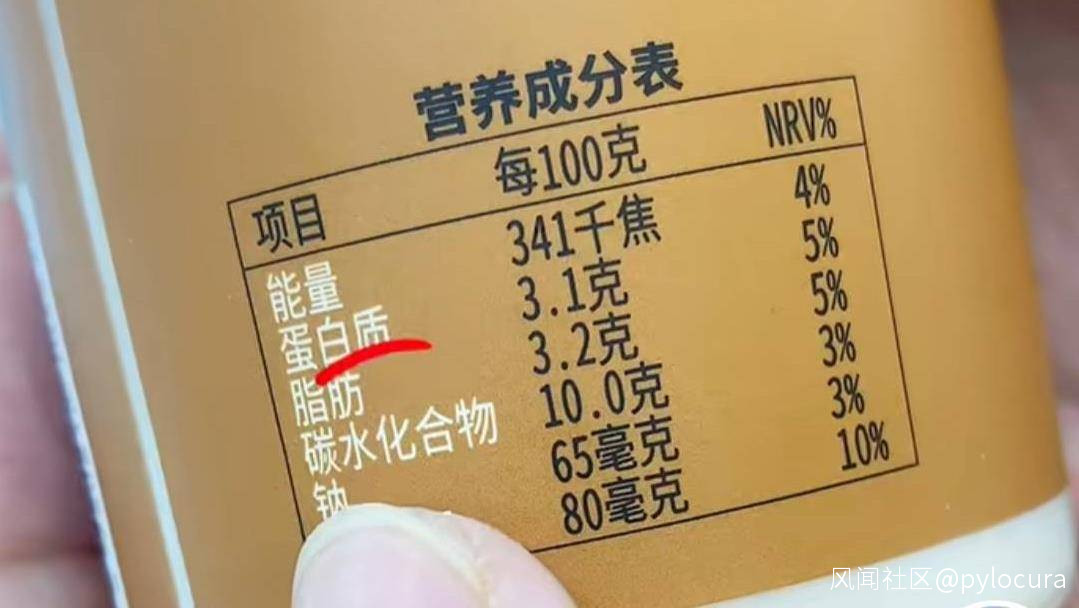 营养成分表
项目 每100克 NRV%
能量 341千焦 4%
蛋白质 3.1克 5%
脂肪 3.2克 5%
碳水化合物 10.0克 3%
钠 65毫克 3%
80毫克 10%
风闻社区@pylocura